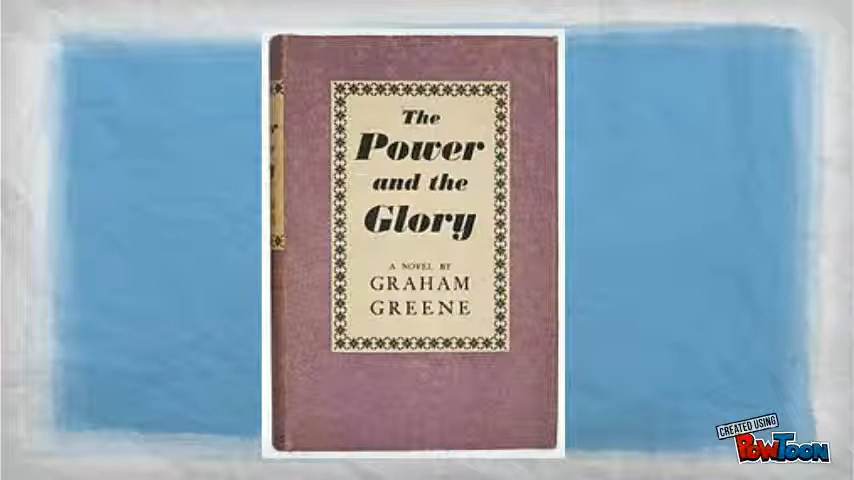 The
Power
and the
Glory
A NOVEL BY
GRAHAM
GREENE
CREATED USING
POWTOON